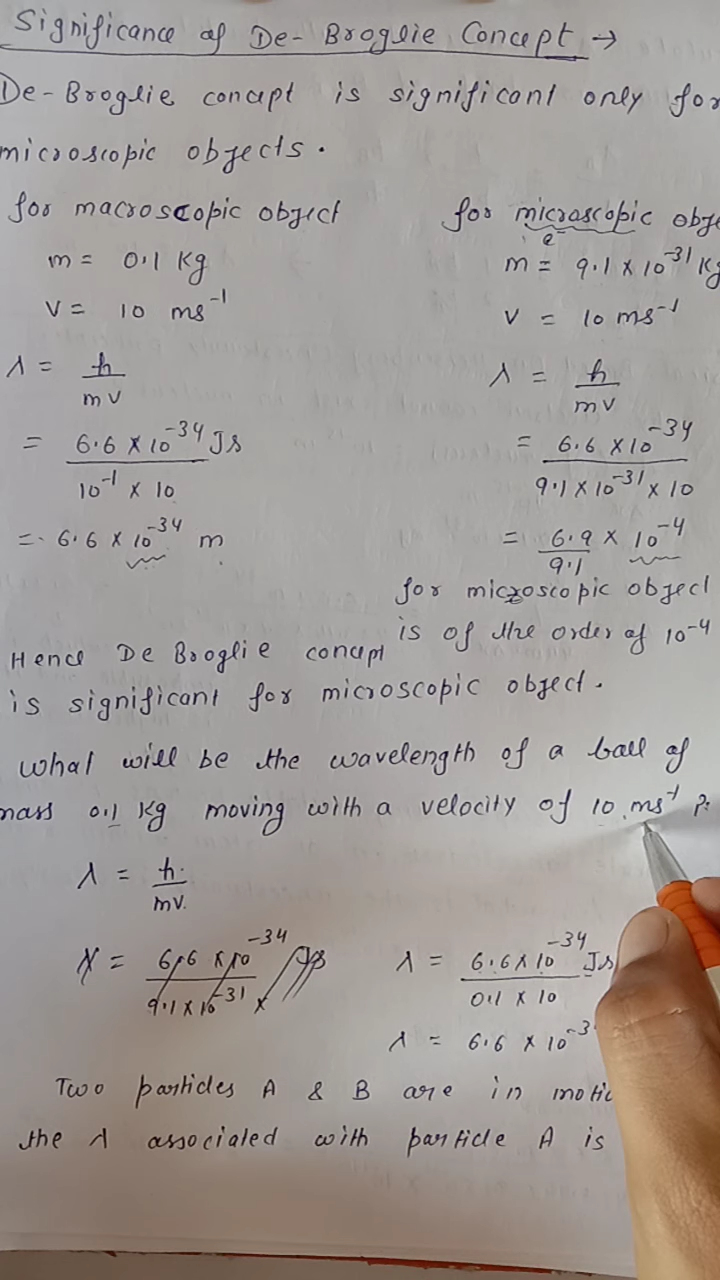 Significance of De-Broglie Concept →
De-Broglie concept is significant only for
microscopic objects.
for macroscopic object
m = 0.1 Kg
v = 10 ms⁻¹
λ = h/mv
= 6.6 × 10⁻³⁴ Js / 10⁻¹ × 10
= 6.6 × 10⁻³⁴ m
for microscopic obje
e⁻
m = 9.1 × 10⁻³¹ Kg
v = 10 ms⁻¹
λ = h/mv
= 6.6 × 10⁻³⁴ / 9.1 × 10⁻³¹ × 10
= 6.9/9.1 × 10⁻⁴
for microscopic object
is of the order of 10⁻⁴
Hence De Broglie concept
is significant for microscopic object.
What will be the wavelength of a ball of
mass 0.1 Kg moving with a velocity of 10 ms⁻¹ ?
λ = h/mv.
λ = 6.6 × 10⁻³⁴ / 9.1 × 10⁻³¹ ×
λ = 6.6 × 10⁻³⁴ Js / 0.1 × 10
λ = 6.6 × 10⁻³
Two particles A & B are in motio
the λ associated with particle A is